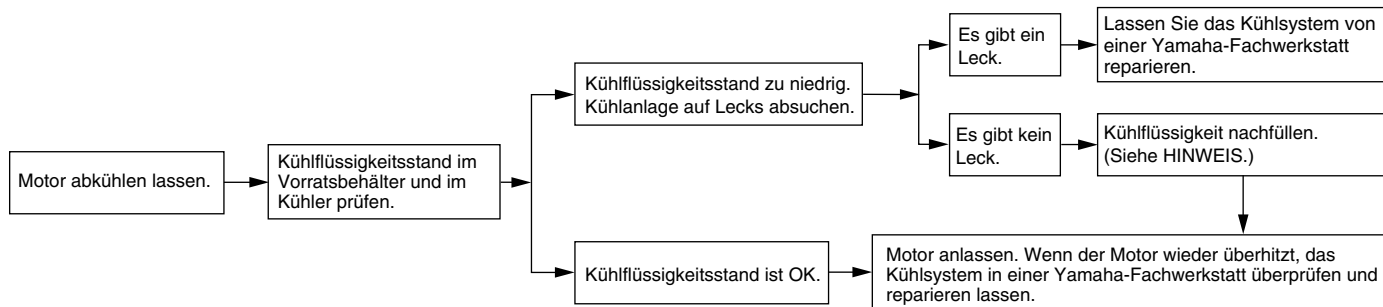 Motor abkühlen lassen.
Kühlflüssigkeitsstand im
Vorratsbehälter und im
Kühler prüfen.
Kühlflüssigkeitsstand zu niedrig.
Kühlanlage auf Lecks absuchen.
Es gibt ein
Leck.
Lassen Sie das Kühlsystem von
einer Yamaha-Fachwerkstatt
reparieren.
Es gibt kein
Leck.
Kühlflüssigkeit nachfüllen.
(Siehe HINWEIS.)
Kühlflüssigkeitsstand ist OK.
Motor anlassen. Wenn der Motor wieder überhitzt, das
Kühlsystem in einer Yamaha-Fachwerkstatt überprüfen und
reparieren lassen.